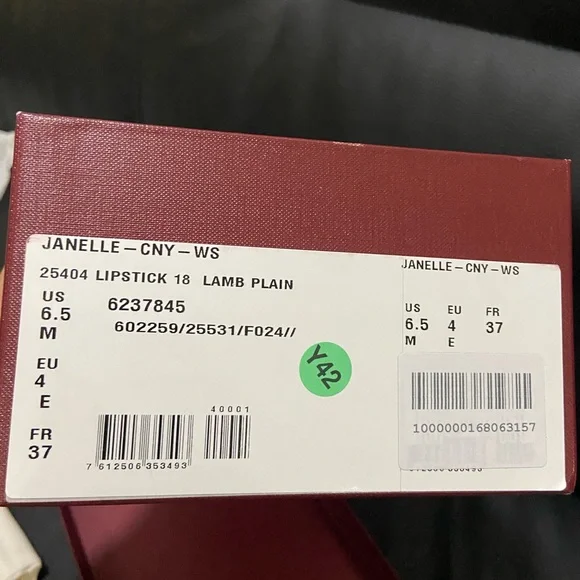 JANELLE-CNY-WS
25404 LIPSTICK 18 LAMB PLAIN
US
6.5
M
6237845
602259/25531/F024//
EU
4
E
FR
37
Y42
40001
7 612506 353493
JANELLE-CNY-WS
US EU FR
6.5 4 37
M E
1000000168063157